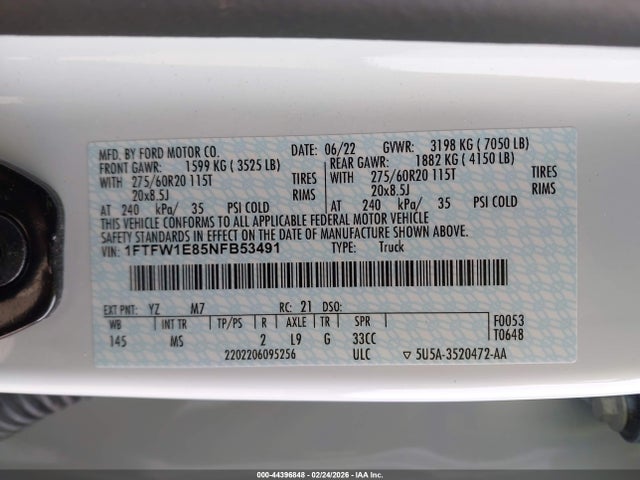 MFD. BY FORD MOTOR CO. DATE: 06/22 GVWR: 3198 KG ( 7050 LB)
FRONT GAWR: 1599 KG ( 3525 LB) REAR GAWR: 1882 KG ( 4150 LB)
WITH 275/60R20 115T TIRES WITH 275/60R20 115T TIRES
20x8.5J RIMS 20x8.5J RIMS
AT 240 kPa/ 35 PSI COLD AT 240 kPa/ 35 PSI COLD
THIS VEHICLE CONFORMS TO ALL APPLICABLE FEDERAL MOTOR VEHICLE
SAFETY STANDARDS IN EFFECT ON THE DATE OF MANUFACTURE SHOWN ABOVE.
VIN: 1FTFW1E85NFB53491 TYPE: Truck
EXT PNT: YZ M7 RC: 21 DSO: F0053
WB INT TR TP/PS R AXLE TR SPR T0648
145 MS 2 L9 G 33CC
2202206095256 ULC ▽ 5U5A-3520472-AA
000-44396848 - 02/24/2026 - IAA Inc.